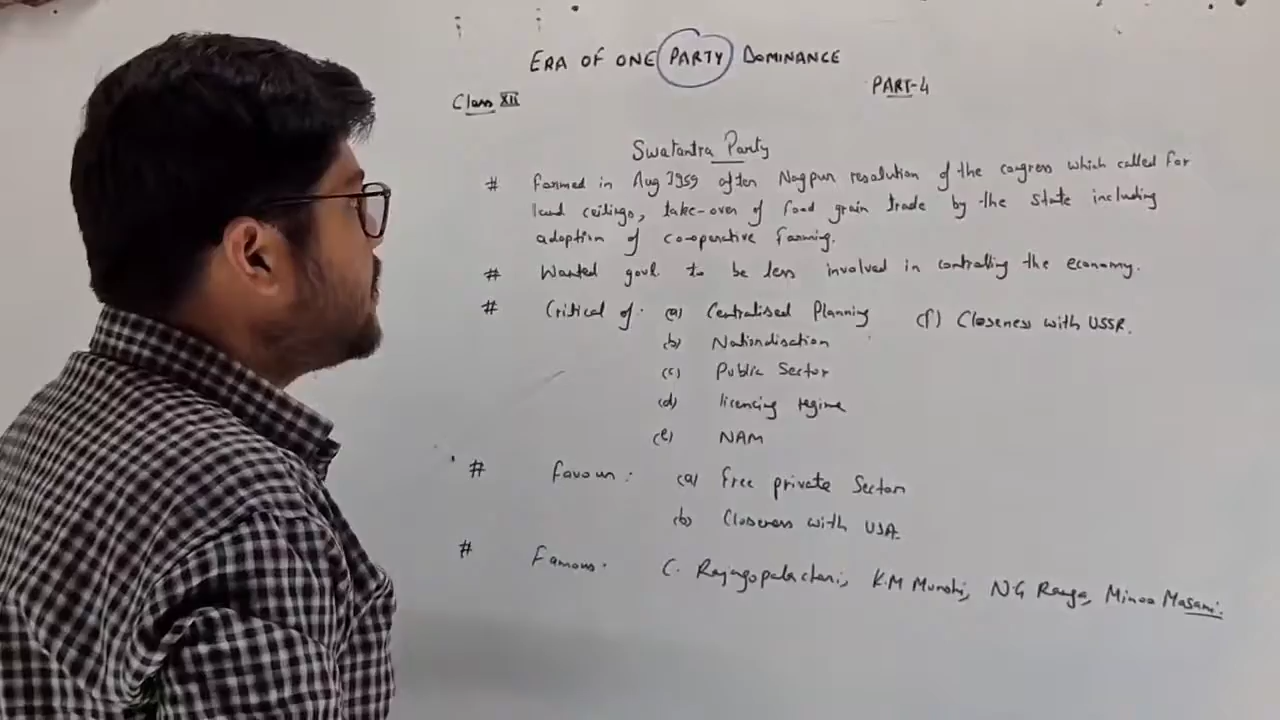 ERA OF ONE PARTY DOMINANCE
PART-4
Class XII
Swatantra Party
# formed in Aug 1959 after Nagpur resolution of the congress which called for
land ceilings, take-over of food grain trade by the state including
adoption of co-operative farming.
# Wanted govt to be less involved in controlling the economy.
# Critical of: (a) Centralised Planning (f) Closeness with USSR.
(b) Nationalisation
(c) Public Sector
(d) licencing regime
(e) NAM
# favour: (a) free private Sector
(b) Closeness with USA.
# Famous: C. Rajagopalachari, K.M Munshi, NG Ranga, Minoo Masani.